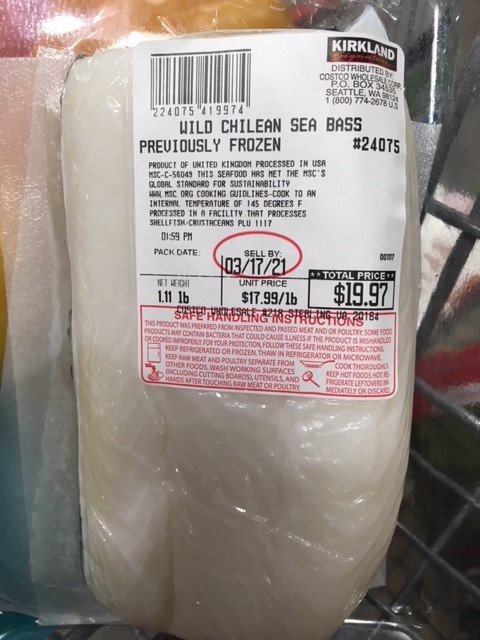 KIRKLAND
Signature
DISTRIBUTED BY:
COSTCO WHOLESALE CORP
P.O. BOX 34535
SEATTLE, WA 98124
1 (800) 774-2678 U.S
224075 419974
WILD CHILEAN SEA BASS
PREVIOUSLY FROZEN #24075
PRODUCT OF UNITED KINGDOM PROCESSED IN USA
MSC-C-56049 THIS SEAFOOD HAS MET THE MSC'S
GLOBAL STANDARD FOR SUSTAINABILITY
WWW.MSC.ORG COOKING GUIDLINES-COOK TO AN
INTERNAL TEMPERATURE OF 145 DEGREES F
PROCESSED IN A FACILITY THAT PROCESSES
SHELLFISH-CRUSTACEANS PLU 1117
01:59 PM
PACK DATE: SELL BY: 001117
03/17/21
NET WEIGHT UNIT PRICE **TOTAL PRICE**
1.11 lb $17.99/lb $19.97
COSTCO WHOLESALE #218 STERLING VA 20164
SAFE HANDLING INSTRUCTIONS
THIS PRODUCT WAS PREPARED FROM INSPECTED AND PASSED MEAT AND OR POULTRY. SOME FOOD
PRODUCTS MAY CONTAIN BACTERIA THAT COULD CAUSE ILLNESS IF THE PRODUCT IS MISHANDLED
OR COOKED IMPROPERLY. FOR YOUR PROTECTION, FOLLOW THESE SAFE HANDLING INSTRUCTIONS.
KEEP REFRIGERATED OR FROZEN. THAW IN REFRIGERATOR OR MICROWAVE.
KEEP RAW MEAT AND POULTRY SEPARATE FROM
OTHER FOODS. WASH WORKING SURFACES
(INCLUDING CUTTING BOARDS), UTENSILS, AND
HANDS AFTER TOUCHING RAW MEAT OR POULTRY.
COOK THOROUGHLY.
KEEP HOT FOODS HOT. RE-
FRIGERATE LEFTOVERS IM-
MEDIATELY OR DISCARD.